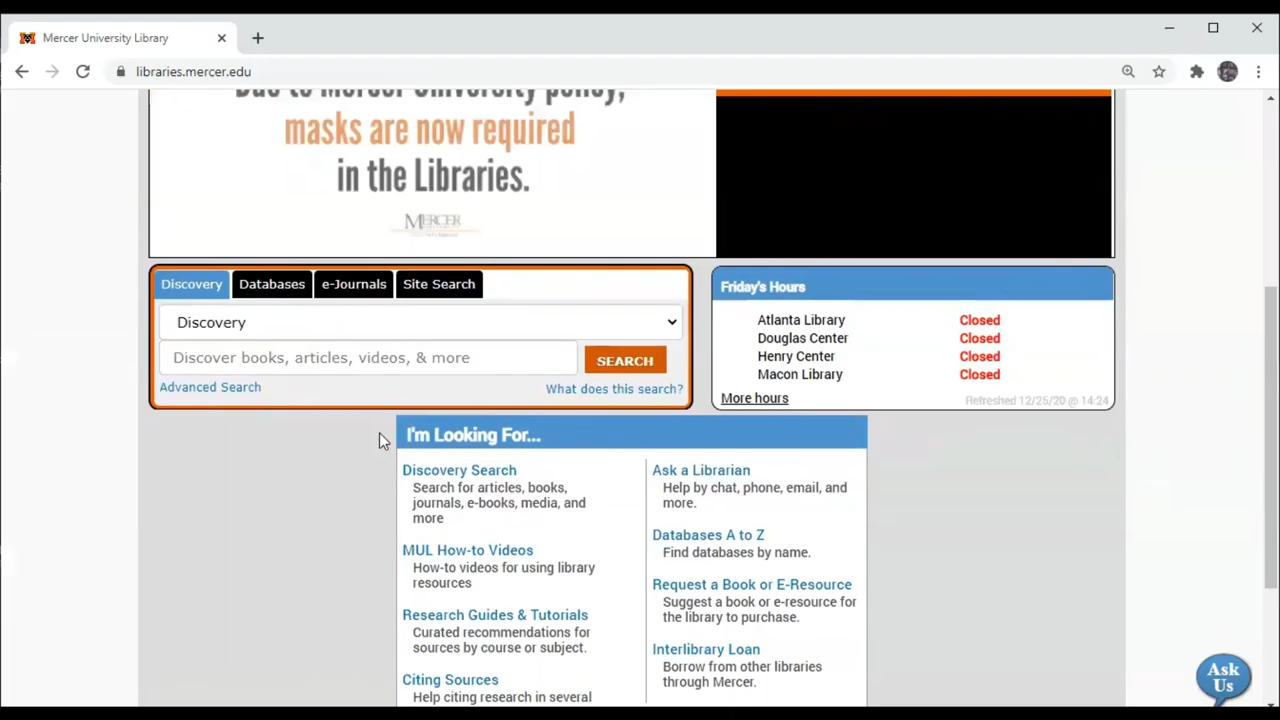 Mercer University Library
libraries.mercer.edu
Due to Mercer University policy,
masks are now required
in the Libraries.
MERCER
Discovery
Databases
e-Journals
Site Search
Discovery
Discover books, articles, videos, & more
SEARCH
Advanced Search
What does this search?
Friday's Hours
Atlanta Library Closed
Douglas Center Closed
Henry Center Closed
Macon Library Closed
More hours
Refreshed 12/25/20 @ 14:24
I'm Looking For...
Discovery Search
Search for articles, books,
journals, e-books, media, and
more
MUL How-to Videos
How-to videos for using library
resources
Research Guides & Tutorials
Curated recommendations for
sources by course or subject.
Citing Sources
Help citing research in several
Ask a Librarian
Help by chat, phone, email, and
more.
Databases A to Z
Find databases by name.
Request a Book or E-Resource
Suggest a book or e-resource for
the library to purchase.
Interlibrary Loan
Borrow from other libraries
through Mercer.
Ask
Us